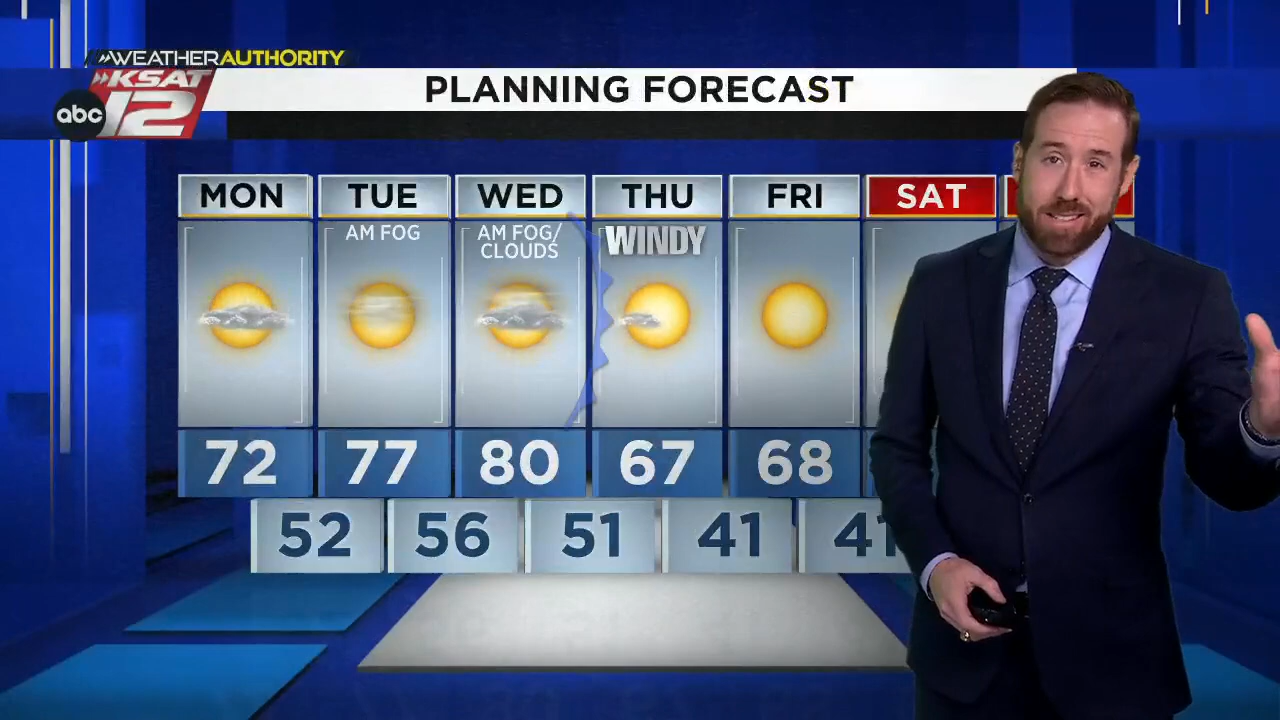 WEATHERAUTHORITY
KSAT
abc 12
PLANNING FORECAST
MON TUE WED THU FRI SAT
AM FOG
AM FOG/
CLOUDS
WINDY
72 77 80 67 68
52 56 51 41 41